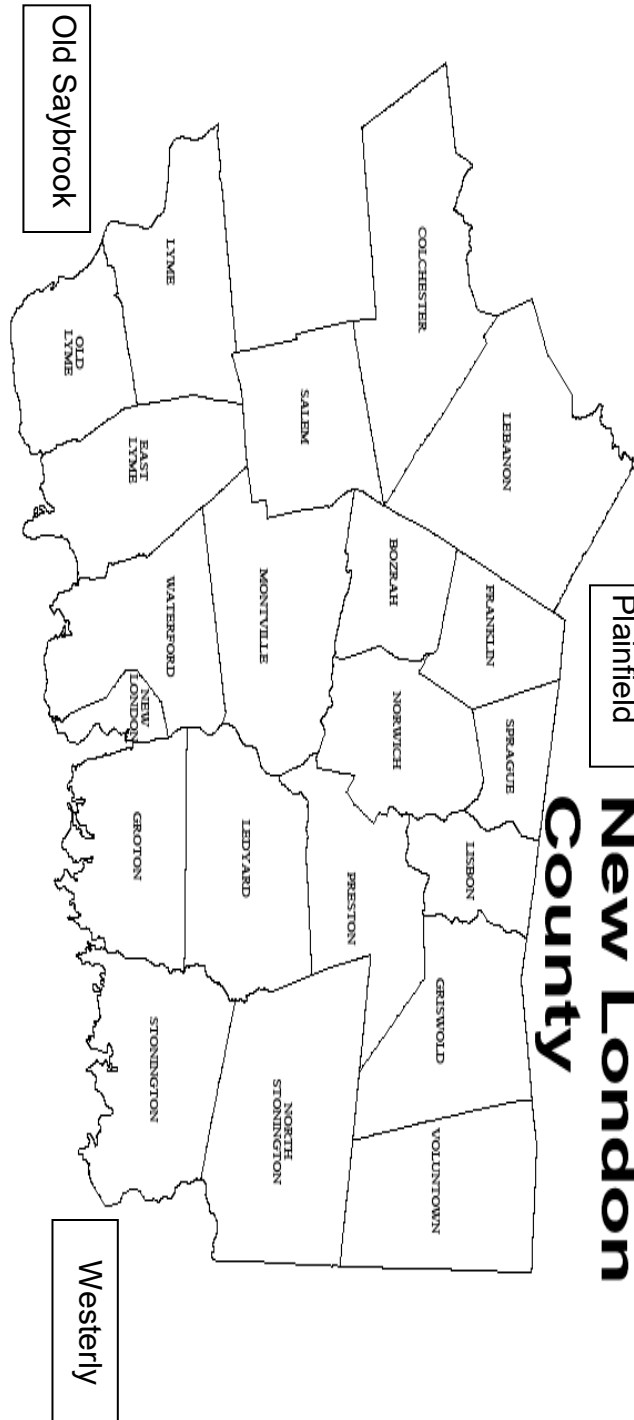 Plainfield
New London
County
LEBANON
SPRAGUE
FRANKLIN
LISBON
COLCHESTER
GRISWOLD
VOLUNTOWN
BOZRAH
NORWICH
PRESTON
SALEM
NORTH
STONINGTON
MONTVILLE
LEDYARD
LYME
WATERFORD
EAST
LYME
NEW
LONDON
GROTON
STONINGTON
OLD
LYME
Old Saybrook
Westerly